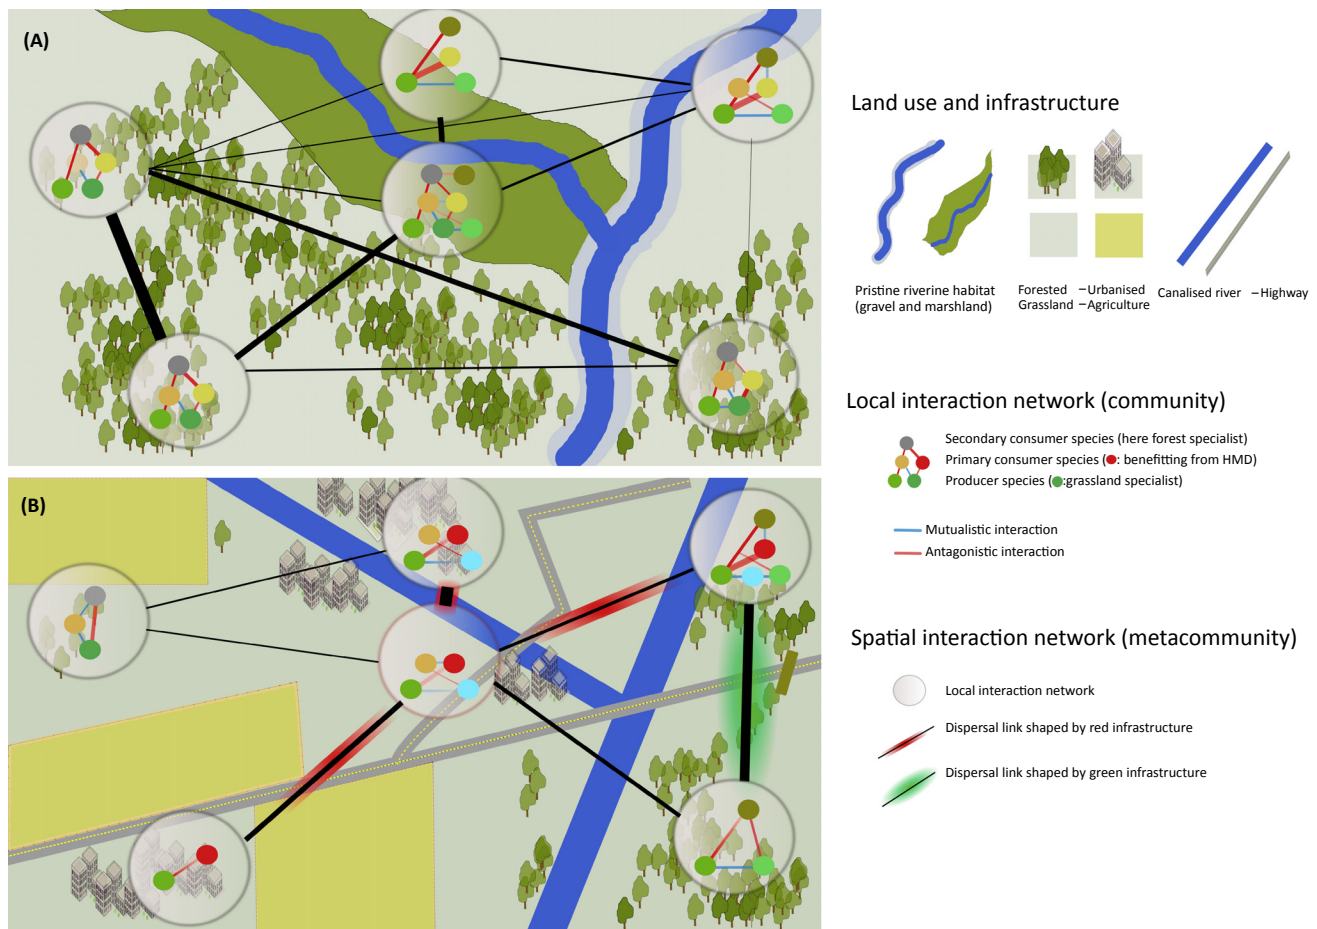 (A)
Land use and infrastructure
Pristine riverine habitat
(gravel and marshland)
Forested – Urbanised
Grassland – Agriculture
Canalised river – Highway
Local interaction network (community)
Secondary consumer species (here forest specialist)
Primary consumer species ( : benefitting from HMD)
Producer species ( :grassland specialist)
(B)
Mutualistic interaction
Antagonistic interaction
Spatial interaction network (metacommunity)
Local interaction network
Dispersal link shaped by red infrastructure
Dispersal link shaped by green infrastructure